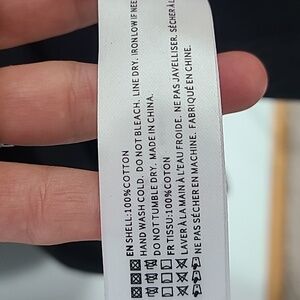 EN SHELL:100%COTTON
HAND WASH COLD. DO NOT BLEACH. LINE DRY. IRON LOW IF NEE
DO NOT TUMBLE DRY. MADE IN CHINA.
FR TISSU:100%COTON
LAVER À LA MAIN À L'EAU FROIDE. NE PAS JAVELLISER. SÉCHER À L
NE PAS SÉCHER EN MACHINE. FABRIQUÉ EN CHINE.